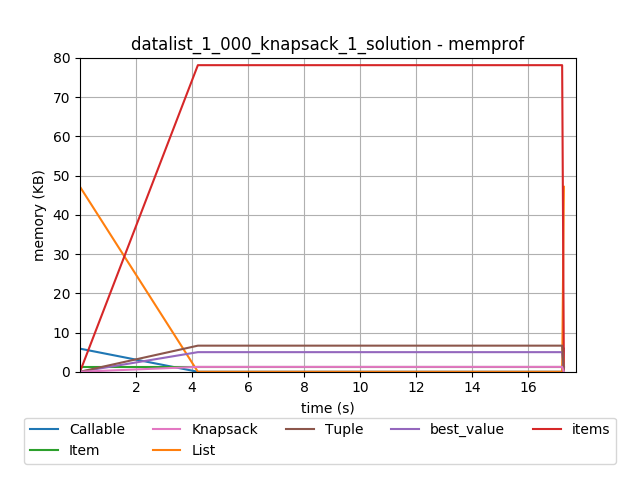 datalist_1_000_knapsack_1_solution - memprof
80
70
60
50
40
30
20
10
0
memory (KB)
2 4 6 8 10 12 14 16
time (s)
Callable Knapsack Tuple best_value items
Item List